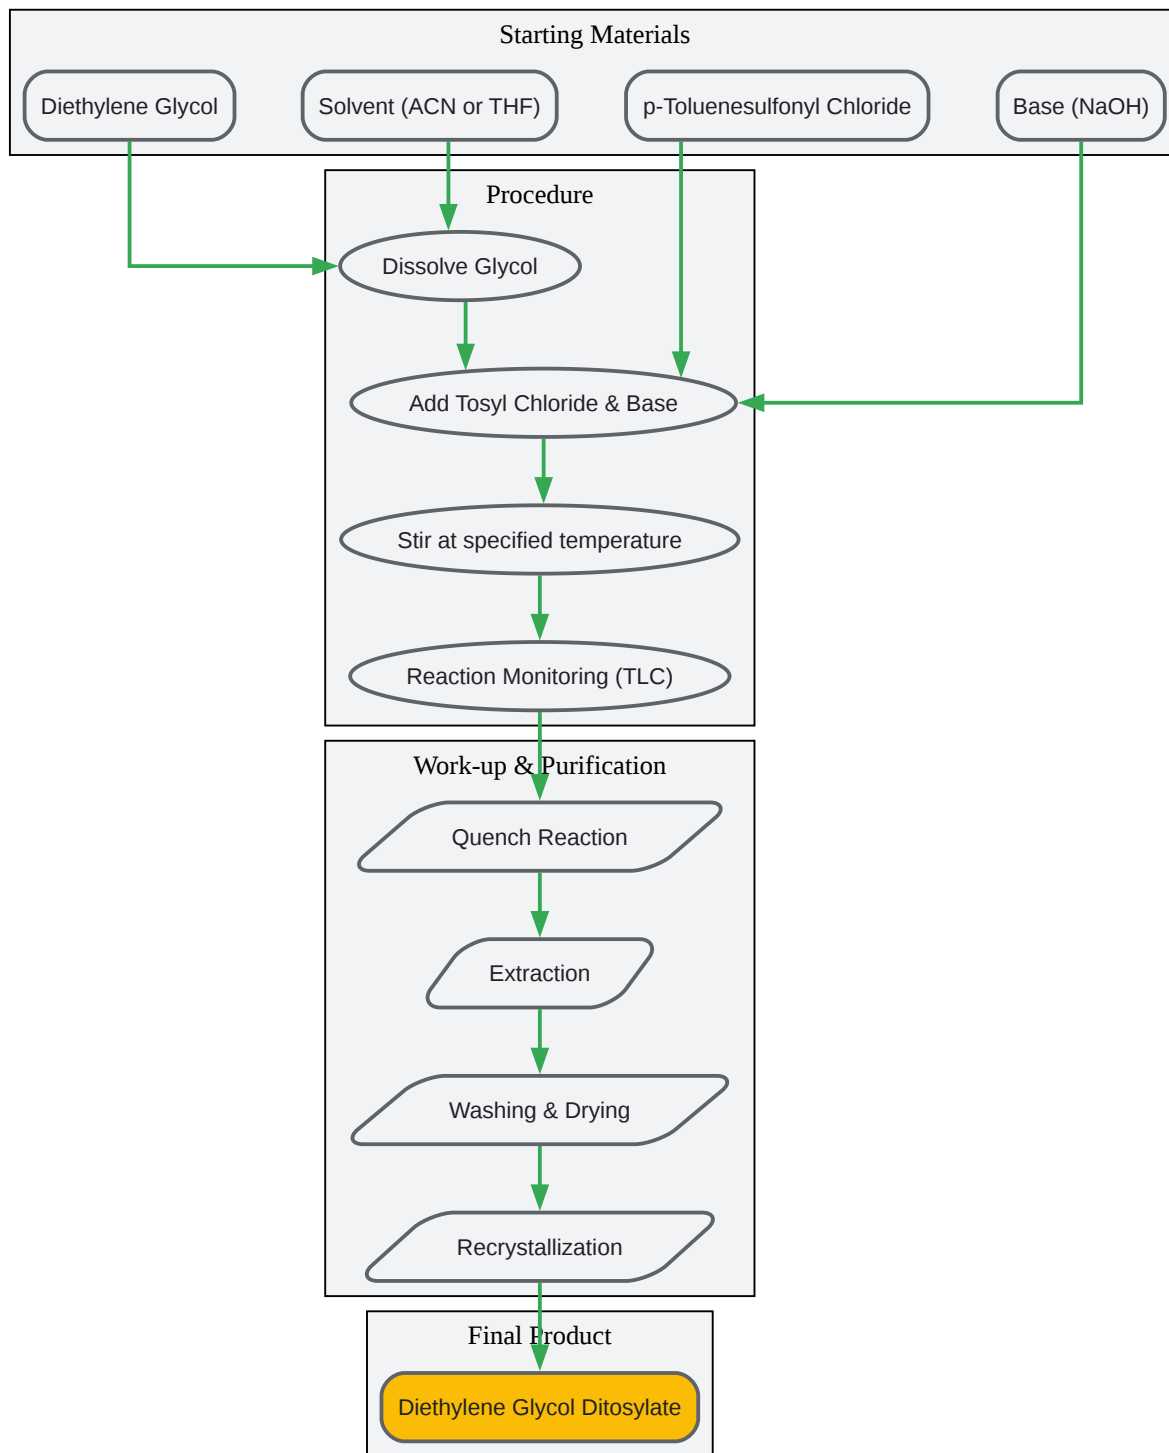 Starting Materials
Diethylene Glycol
Solvent (ACN or THF)
p-Toluenesulfonyl Chloride
Base (NaOH)
Procedure
Dissolve Glycol
Add Tosyl Chloride & Base
Stir at specified temperature
Reaction Monitoring (TLC)
Work-up & Purification
Quench Reaction
Extraction
Washing & Drying
Recrystallization
Final Product
Diethylene Glycol Ditosylate